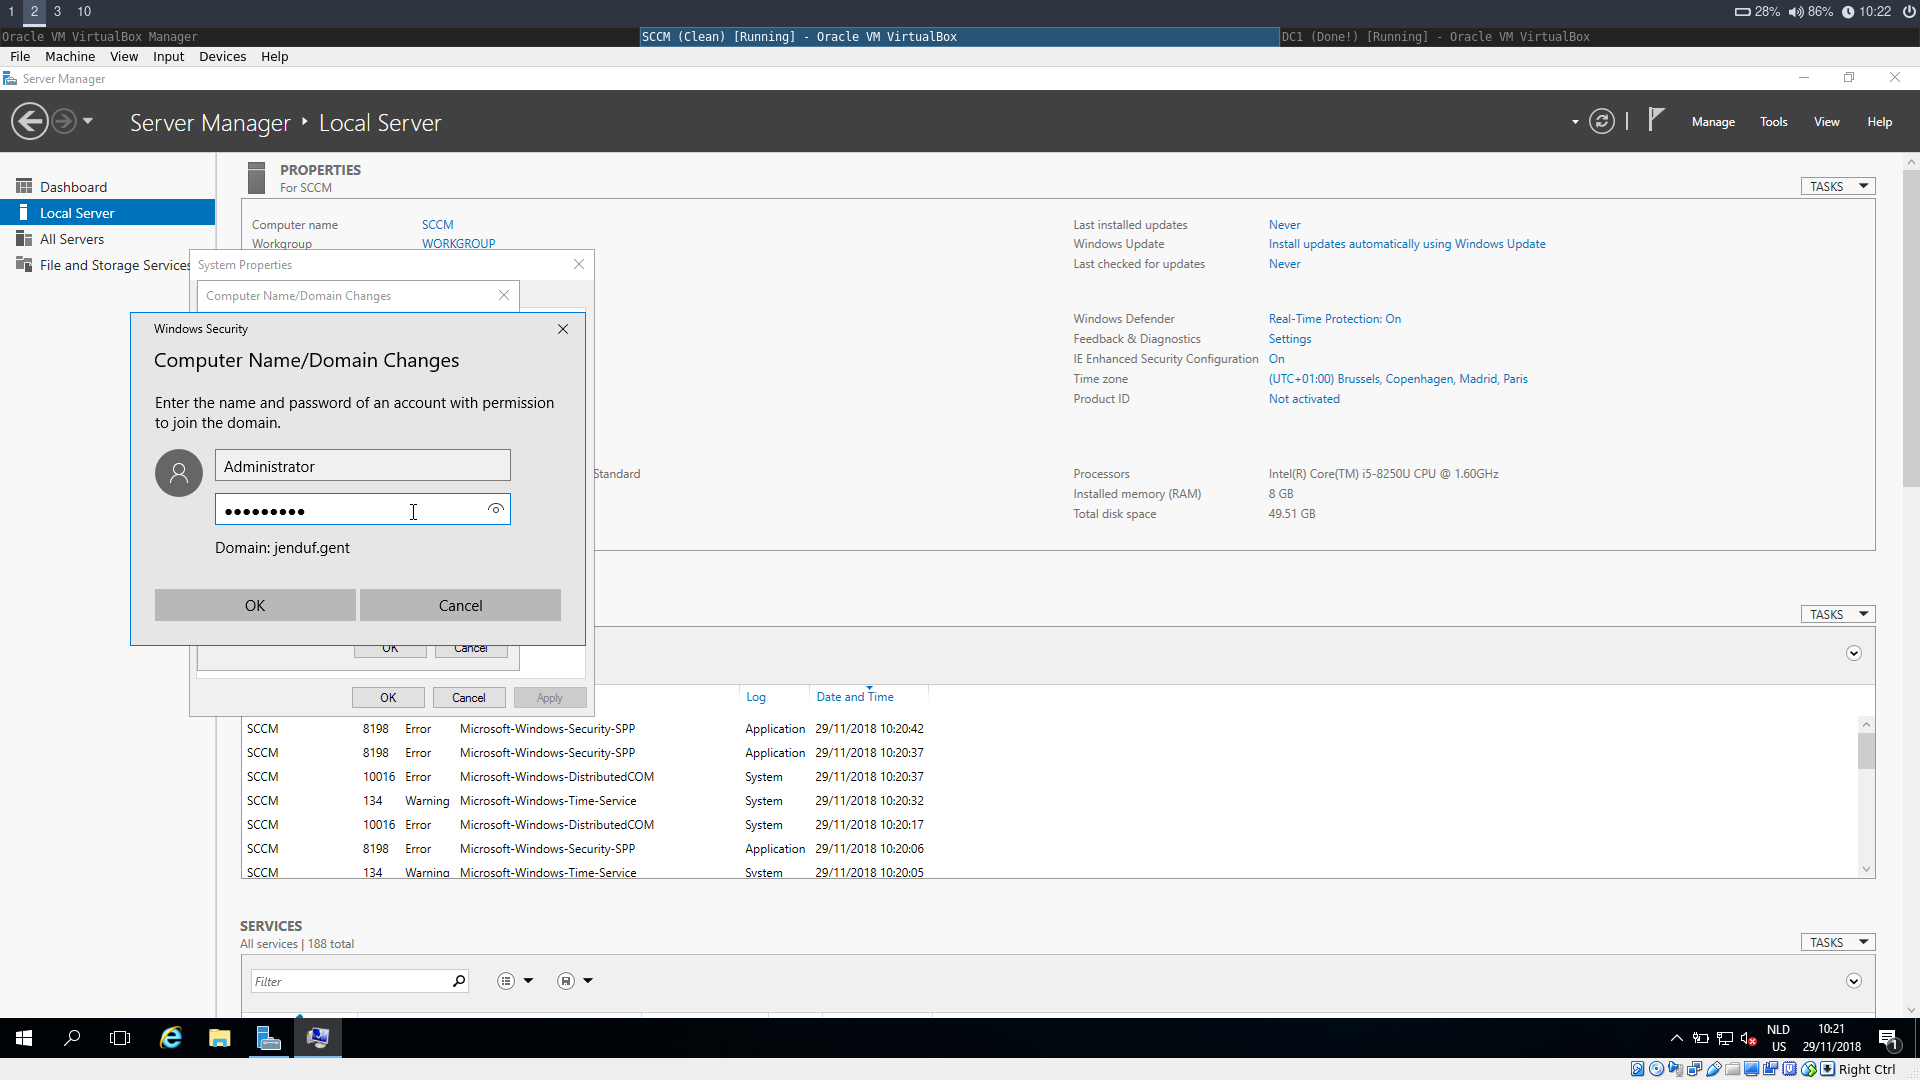 1 2 3 10
28% 86% 10:22
Oracle VM VirtualBox Manager
SCCM (Clean) [Running] - Oracle VM VirtualBox
DC1 (Done!) [Running] - Oracle VM VirtualBox
File Machine View Input Devices Help
Server Manager
Server Manager ‣ Local Server
Manage Tools View Help
Dashboard
Local Server
All Servers
File and Storage Services
PROPERTIES
For SCCM
TASKS
Computer name SCCM
Workgroup WORKGROUP
Last installed updates Never
Windows Update Install updates automatically using Windows Update
Last checked for updates Never
Windows Defender Real-Time Protection: On
Feedback & Diagnostics Settings
IE Enhanced Security Configuration On
Time zone (UTC+01:00) Brussels, Copenhagen, Madrid, Paris
Product ID Not activated
Standard
Processors Intel(R) Core(TM) i5-8250U CPU @ 1.60GHz
Installed memory (RAM) 8 GB
Total disk space 49.51 GB
System Properties
Computer Name/Domain Changes
Windows Security
Computer Name/Domain Changes
Enter the name and password of an account with permission
to join the domain.
Administrator
●●●●●●●●●
Domain: jenduf.gent
OK Cancel
OK Cancel
OK Cancel Apply
TASKS
Log Date and Time
SCCM 8198 Error Microsoft-Windows-Security-SPP Application 29/11/2018 10:20:42
SCCM 8198 Error Microsoft-Windows-Security-SPP Application 29/11/2018 10:20:37
SCCM 10016 Error Microsoft-Windows-DistributedCOM System 29/11/2018 10:20:37
SCCM 134 Warning Microsoft-Windows-Time-Service System 29/11/2018 10:20:32
SCCM 10016 Error Microsoft-Windows-DistributedCOM System 29/11/2018 10:20:17
SCCM 8198 Error Microsoft-Windows-Security-SPP Application 29/11/2018 10:20:06
SCCM 134 Warning Microsoft-Windows-Time-Service System 29/11/2018 10:20:05
SERVICES
All services | 188 total
TASKS
Filter
NLD
US
10:21
29/11/2018
1
Right Ctrl